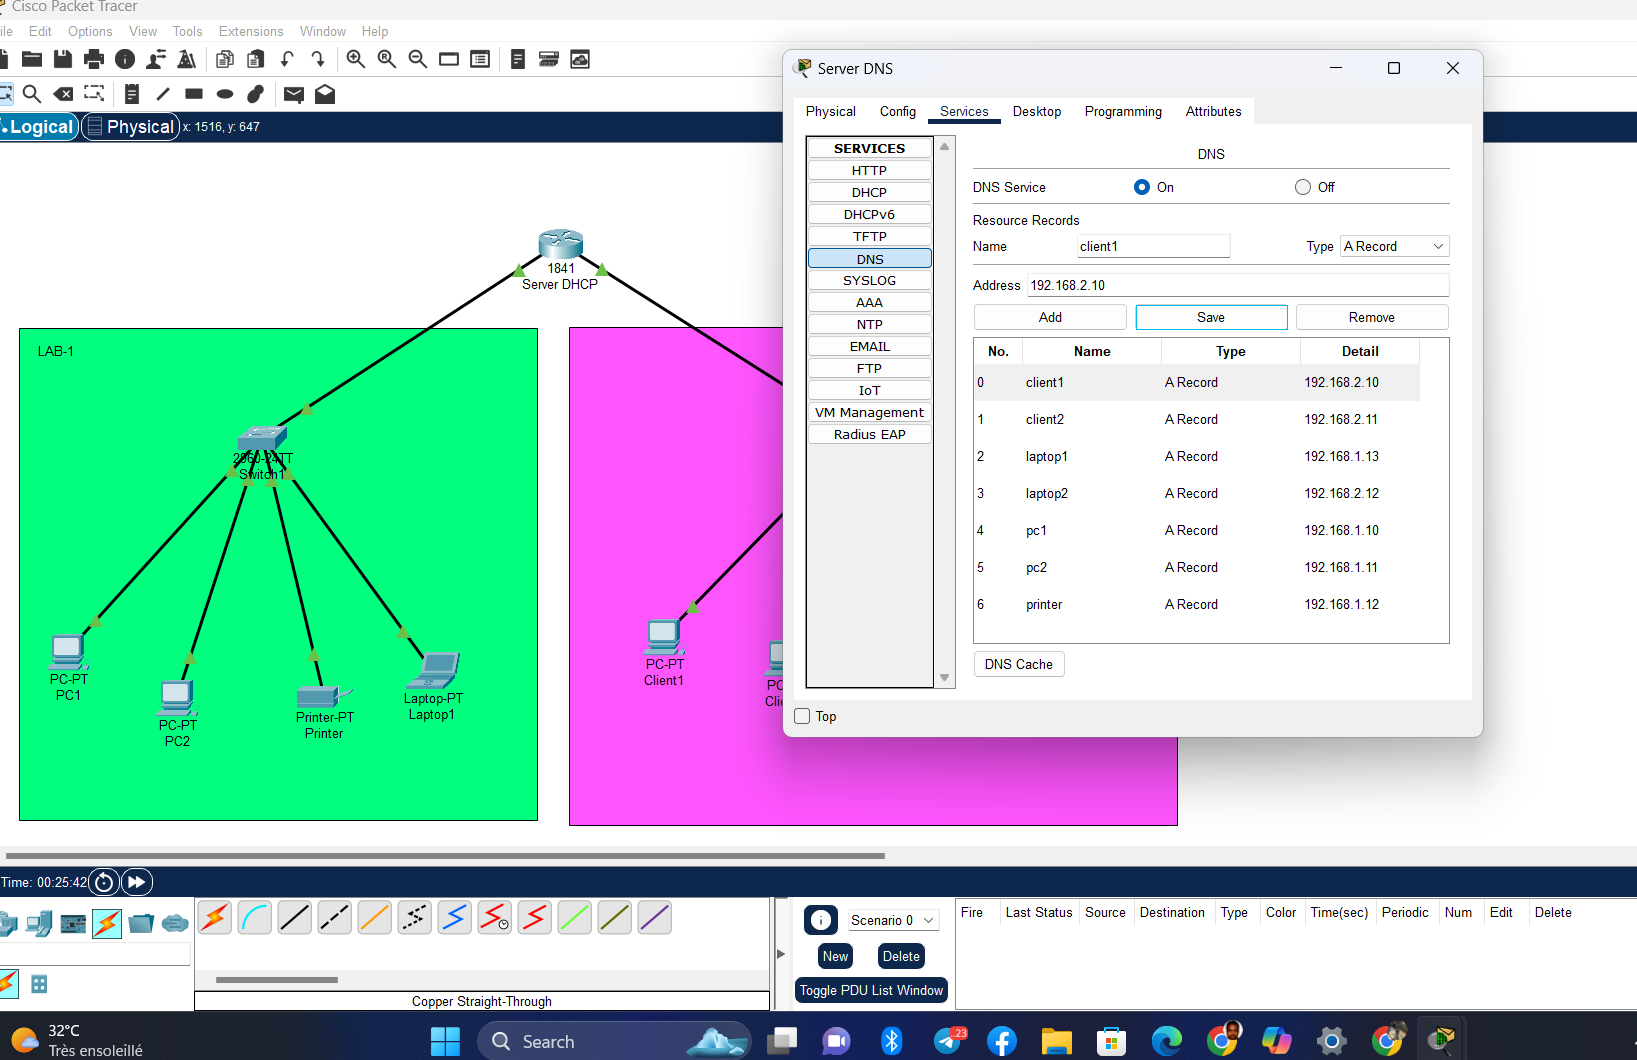 Cisco Packet Tracer
ile Edit Options View Tools Extensions Window Help
Logical Physical x: 1516, y: 647
Server DNS
Physical Config Services Desktop Programming Attributes
SERVICES
HTTP
DHCP
DHCPv6
TFTP
DNS
SYSLOG
AAA
NTP
EMAIL
FTP
IoT
VM Management
Radius EAP
DNS
DNS Service On Off
Resource Records
Name client1 Type A Record
Address 192.168.2.10
Add Save Remove
No. Name Type Detail
0 client1 A Record 192.168.2.10
1 client2 A Record 192.168.2.11
2 laptop1 A Record 192.168.1.13
3 laptop2 A Record 192.168.2.12
4 pc1 A Record 192.168.1.10
5 pc2 A Record 192.168.1.11
6 printer A Record 192.168.1.12
DNS Cache
Top
1841
Server DHCP
LAB-1
2960-24TT
Switch1
PC-PT
PC1
PC-PT
PC2
Printer-PT
Printer
Laptop-PT
Laptop1
PC-PT
Client1
PC
Clie
Time: 00:25:42
Copper Straight-Through
Scenario 0
New Delete
Toggle PDU List Window
Fire Last Status Source Destination Type Color Time(sec) Periodic Num Edit Delete
32°C
Très ensoleillé
Search
23